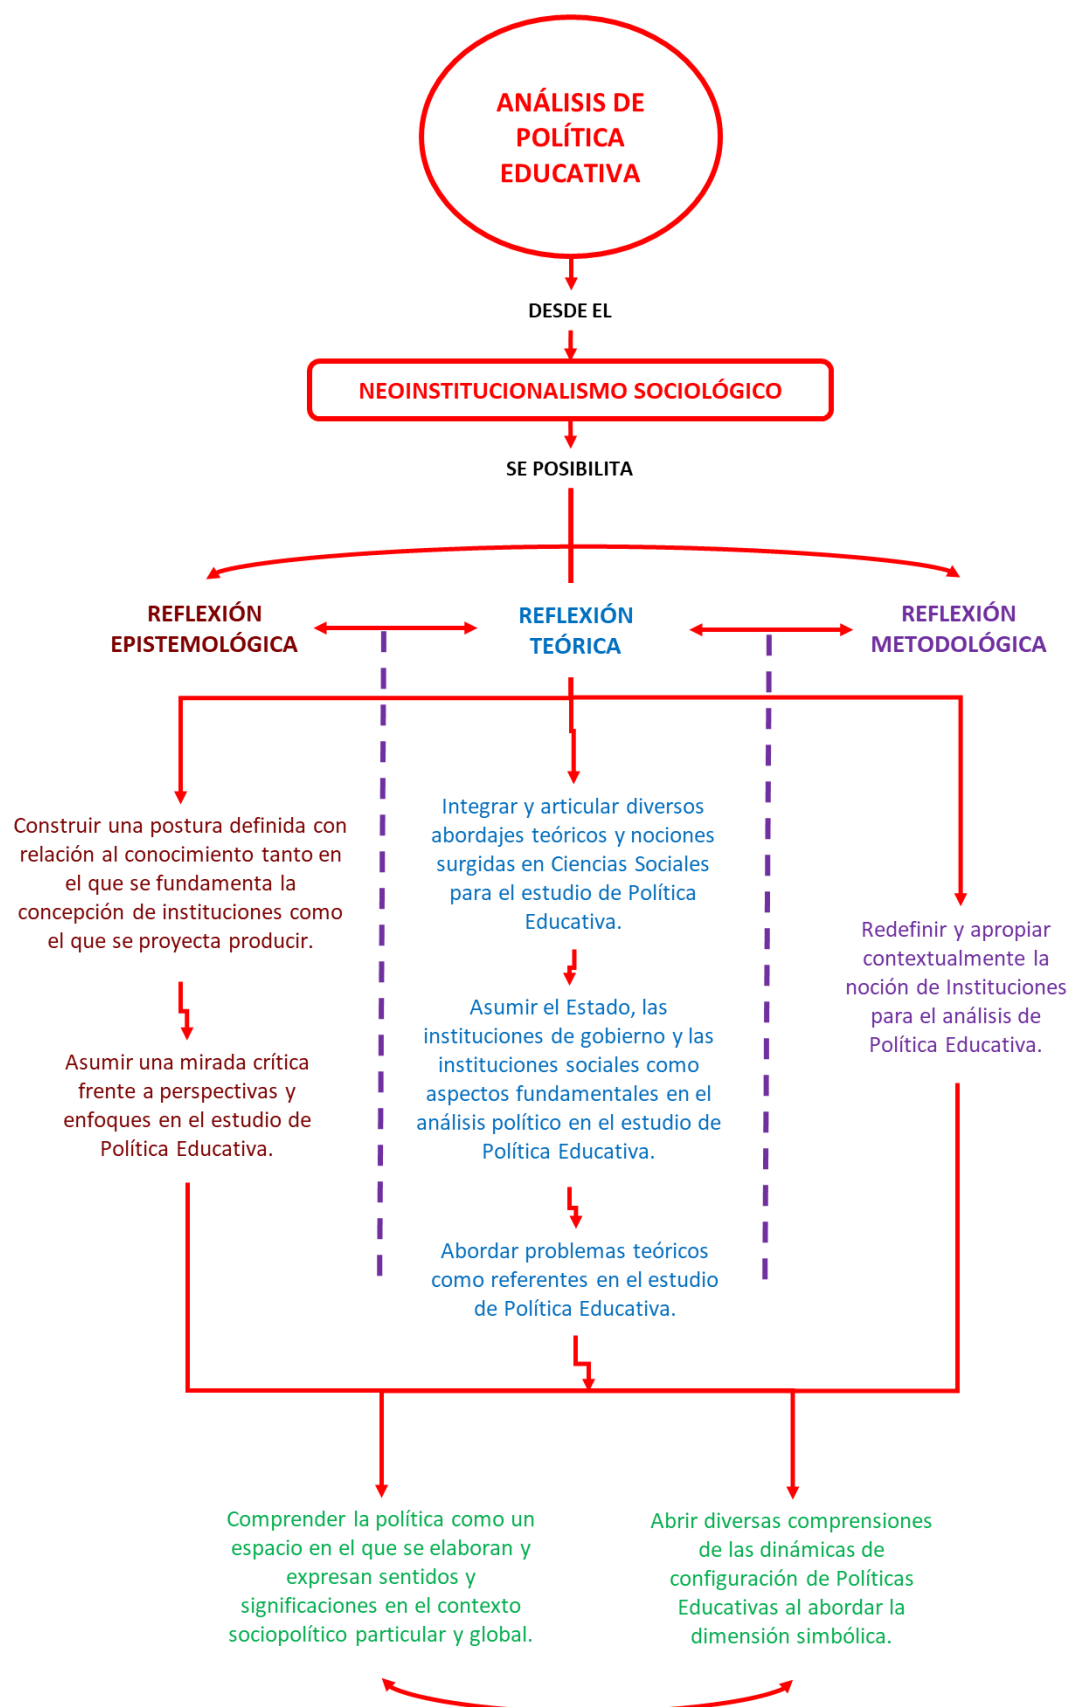 ANÁLISIS DE
POLÍTICA
EDUCATIVA
DESDE EL
NEOINSTITUCIONALISMO SOCIOLÓGICO
SE POSIBILITA
REFLEXIÓN
EPISTEMOLÓGICA
REFLEXIÓN
TEÓRICA
REFLEXIÓN
METODOLÓGICA
Construir una postura definida con
relación al conocimiento tanto en
el que se fundamenta la
concepción de instituciones como
el que se proyecta producir.
Asumir una mirada crítica
frente a perspectivas y
enfoques en el estudio de
Política Educativa.
Integrar y articular diversos
abordajes teóricos y nociones
surgidas en Ciencias Sociales
para el estudio de Política
Educativa.
Asumir el Estado, las
instituciones de gobierno y las
instituciones sociales como
aspectos fundamentales en el
análisis político en el estudio de
Política Educativa.
Abordar problemas teóricos
como referentes en el estudio
de Política Educativa.
Redefinir y apropiar
contextualmente la
noción de Instituciones
para el análisis de
Política Educativa.
Comprender la política como un
espacio en el que se elaboran y
expresan sentidos y
significaciones en el contexto
sociopolítico particular y global.
Abrir diversas comprensiones
de las dinámicas de
configuración de Políticas
Educativas al abordar la
dimensión simbólica.